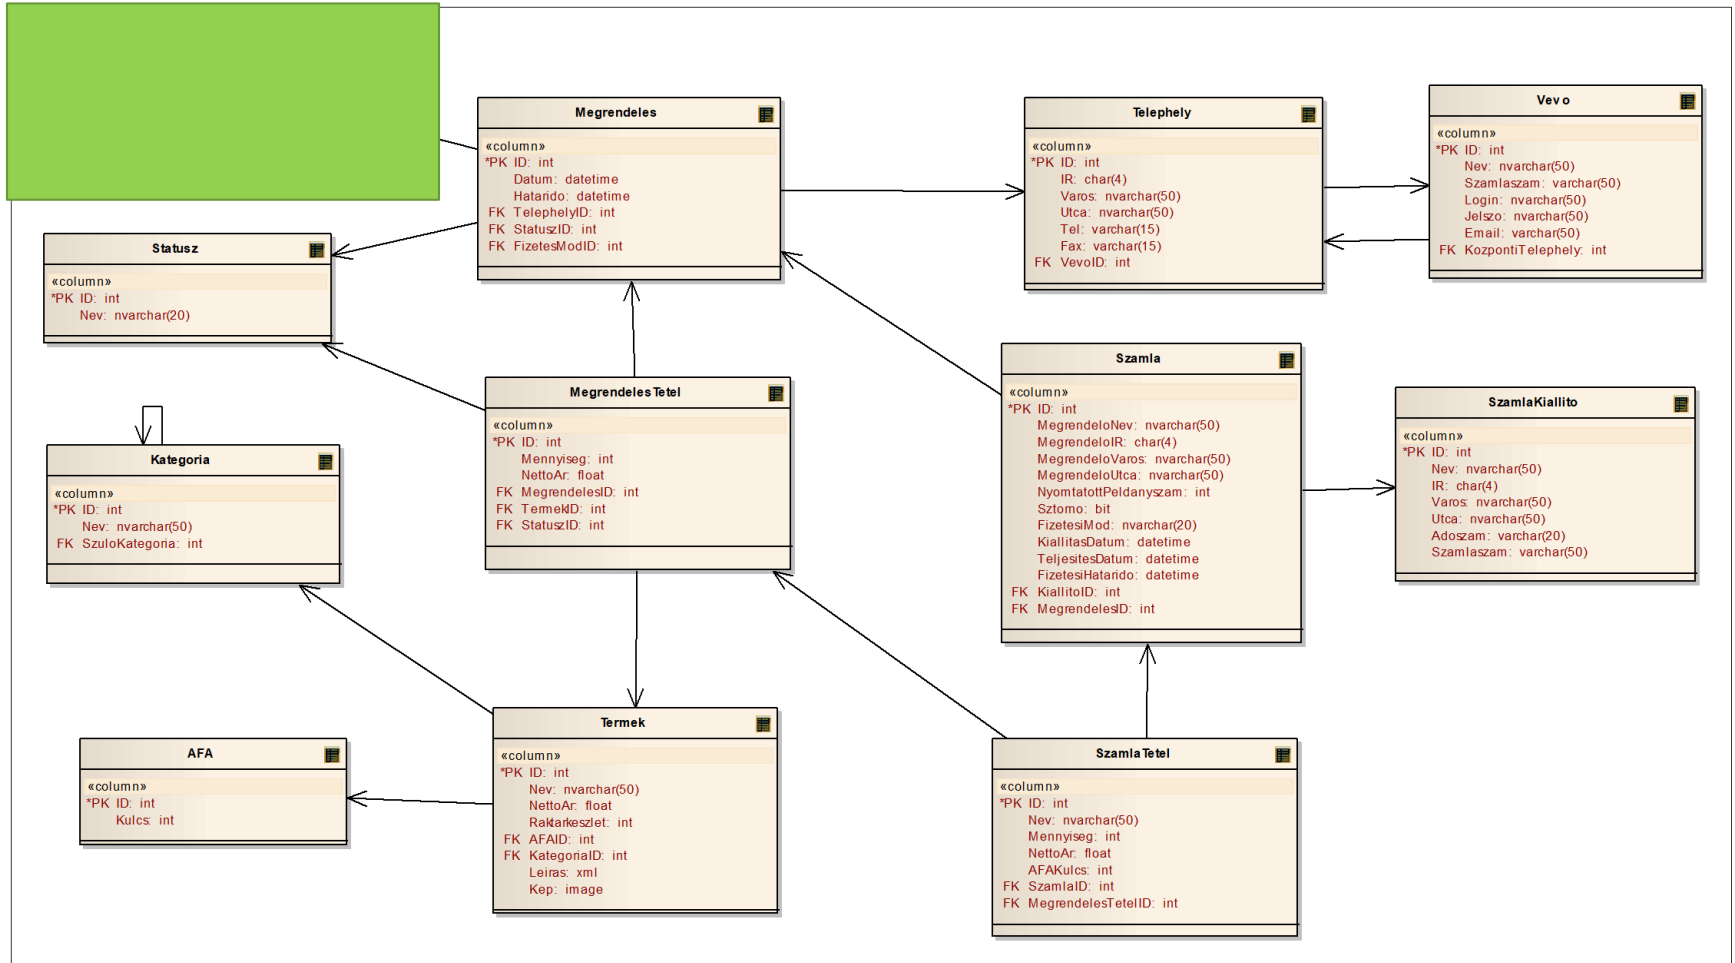 Megrendeles
«column»
*PK ID: int
Datum: datetime
Hatarido: datetime
FK TelephelyID: int
FK StatuszID: int
FK FizetesModID: int
Telephely
«column»
*PK ID: int
IR: char(4)
Varos: nvarchar(50)
Utca: nvarchar(50)
Tel: varchar(15)
Fax: varchar(15)
FK VevoID: int
Vevo
«column»
*PK ID: int
Nev: nvarchar(50)
Szamlaszam: varchar(50)
Login: nvarchar(50)
Jelszo: nvarchar(50)
Email: varchar(50)
FK KozpontiTelephely: int
Statusz
«column»
*PK ID: int
Nev: nvarchar(20)
MegrendelesTetel
«column»
*PK ID: int
Mennyiseg: int
NettoAr: float
FK MegrendelesID: int
FK TermekID: int
FK StatuszID: int
Szamla
«column»
*PK ID: int
MegrendeloNev: nvarchar(50)
MegrendeloIR: char(4)
MegrendeloVaros: nvarchar(50)
MegrendeloUtca: nvarchar(50)
NyomtatottPeldanyszam: int
Sztorno: bit
FizetesiMod: nvarchar(20)
KiallitasDatum: datetime
TeljesitesDatum: datetime
FizetesiHatarido: datetime
FK KiallitoID: int
FK MegrendelesID: int
SzamlaKiallito
«column»
*PK ID: int
Nev: nvarchar(50)
IR: char(4)
Varos: nvarchar(50)
Utca: nvarchar(50)
Adoszam: varchar(20)
Szamlaszam: varchar(50)
Kategoria
«column»
*PK ID: int
Nev: nvarchar(50)
FK SzuloKategoria: int
AFA
«column»
*PK ID: int
Kulcs: int
Termek
«column»
*PK ID: int
Nev: nvarchar(50)
NettoAr: float
Raktarkeszlet: int
FK AFAID: int
FK KategoriaID: int
Leiras: xml
Kep: image
SzamlaTetel
«column»
*PK ID: int
Nev: nvarchar(50)
Mennyiseg: int
NettoAr: float
AFAKulcs: int
FK SzamlaID: int
FK MegrendelesTetelID: int